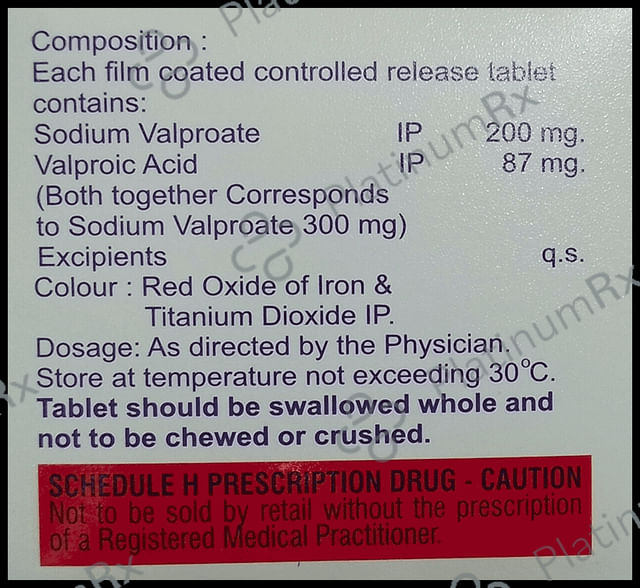 Composition :
Each film coated controlled release tablet
contains:
Sodium Valproate IP 200 mg.
Valproic Acid IP 87 mg.
(Both together Corresponds
to Sodium Valproate 300 mg)
Excipients q.s.
Colour : Red Oxide of Iron &
Titanium Dioxide IP.
Dosage: As directed by the Physician.
Store at temperature not exceeding 30°C.
Tablet should be swallowed whole and
not to be chewed or crushed.
SCHEDULE H PRESCRIPTION DRUG - CAUTION
Not to be sold by retail without the prescription
of a Registered Medical Practitioner.
PlatinumRx
PlatinumRx